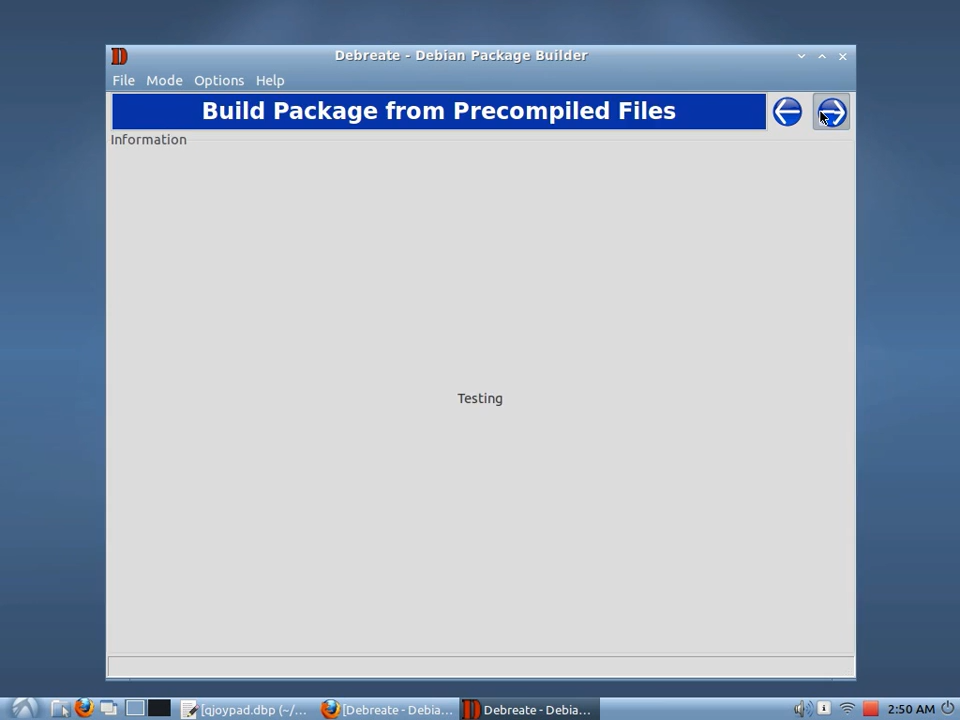 Debreate - Debian Package Builder
File Mode Options Help
Build Package from Precompiled Files
Information
Testing
[qjoypad.dbp (~/... [Debreate - Debia... Debreate - Debia... 2:50 AM